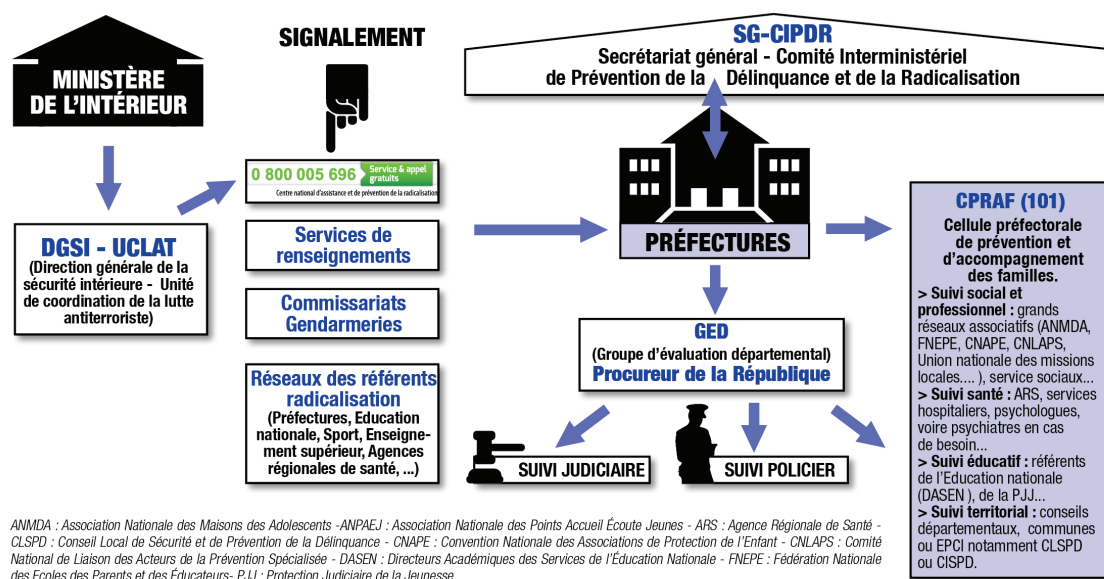 MINISTÈRE
DE L'INTÉRIEUR
DGSI - UCLAT
(Direction générale de la
sécurité intérieure - Unité
de coordination de la lutte
antiterroriste)
SIGNALEMENT
0 800 005 696 Service & appel
gratuits
Centre national d'assistance et de prévention de la radicalisation
Services de
renseignements
Commissariats
Gendarmeries
Réseaux des référents
radicalisation
(Préfectures, Education
nationale, Sport, Enseigne-
ment supérieur, Agences
régionales de santé, ...)
SG-CIPDR
Secrétariat général - Comité Interministériel
de Prévention de la Délinquance et de la Radicalisation
PRÉFECTURES
GED
(Groupe d'évaluation départemental)
Procureur de la République
SUIVI JUDICIAIRE
SUIVI POLICIER
CPRAF (101)
Cellule préfectorale
de prévention et
d'accompagnement
des familles.
> Suivi social et
professionnel : grands
réseaux associatifs (ANMDA,
FNEPE, CNAPE, CNLAPS,
Union nationale des missions
locales.... ), service sociaux...
> Suivi santé : ARS, services
hospitaliers, psychologues,
voire psychiatres en cas
de besoin...
> Suivi éducatif : référents
de l'Education nationale
(DASEN ), de la PJJ...
> Suivi territorial : conseils
départementaux, communes
ou EPCI notamment CLSPD
ou CISPD.
ANMDA : Association Nationale des Maisons des Adolescents -ANPAEJ : Association Nationale des Points Accueil Écoute Jeunes - ARS : Agence Régionale de Santé -
CLSPD : Conseil Local de Sécurité et de Prévention de la Délinquance - CNAPE : Convention Nationale des Associations de Protection de l'Enfant - CNLAPS : Comité
National de Liaison des Acteurs de la Prévention Spécialisée - DASEN : Directeurs Académiques des Services de l'Éducation Nationale - FNEPE : Fédération Nationale
des Ecoles des Parents et des Éducateurs- PJJ : Protection Judiciaire de la Jeunesse